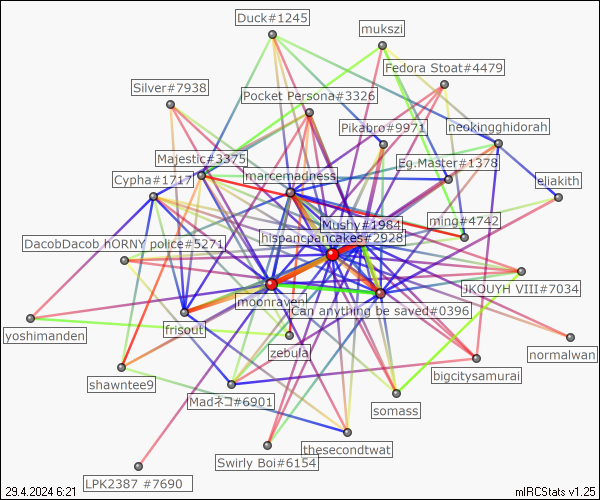 Duck#1245
mukszi
Fedora Stoat#4479
Silver#7938
Pocket Persona#3326
Pikabro#9971
neokingghidorah
Majestic#3375
Eg.Master#1378
marcemadness
Cypha#1717
eliakith
Mushy#1984
ming#4742
DacobDacob hORNY police#5271
hispancpancakes#2928
JKOUYH VIII#7034
moonraven
Can anything be saved#0396
yoshimanden
frisout
zebula
normalwan
shawntee9
bigcitysamurai
Madネコ#6901
somass
thesecondtwat
Swirly Boi#6154
LPK2387 #7690
29.4.2024 6:21
mIRCStats v1.25